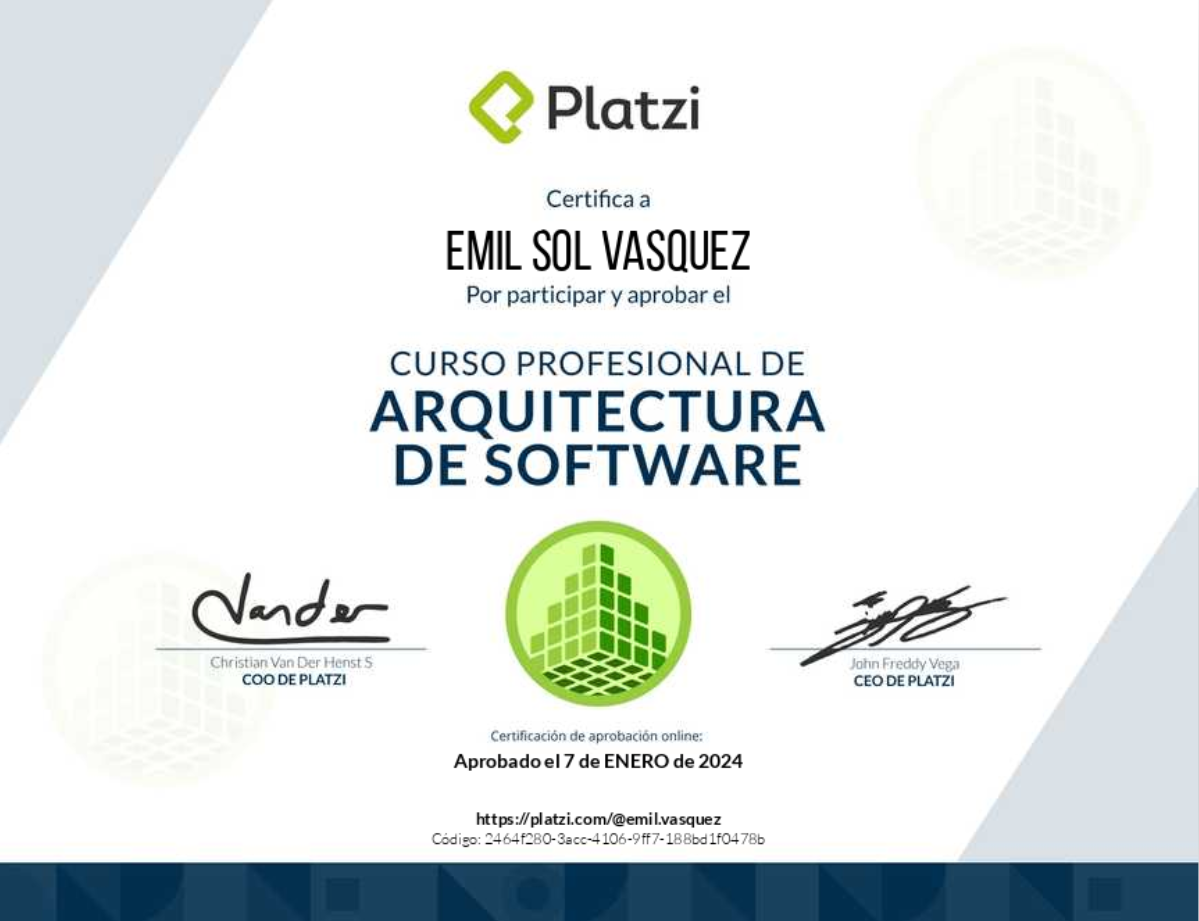 Platzi
Certifica a
EMIL SOL VASQUEZ
Por participar y aprobar el
CURSO PROFESIONAL DE
ARQUITECTURA
DE SOFTWARE
Vander
Christian Van Der Henst S
COO DE PLATZI
John Freddy Vega
CEO DE PLATZI
Certificación de aprobación online:
Aprobado el 7 de ENERO de 2024
https://platzi.com/@emil.vasquez
Código: 2464f280-3acc-4106-9ff7-188bd1f0478b